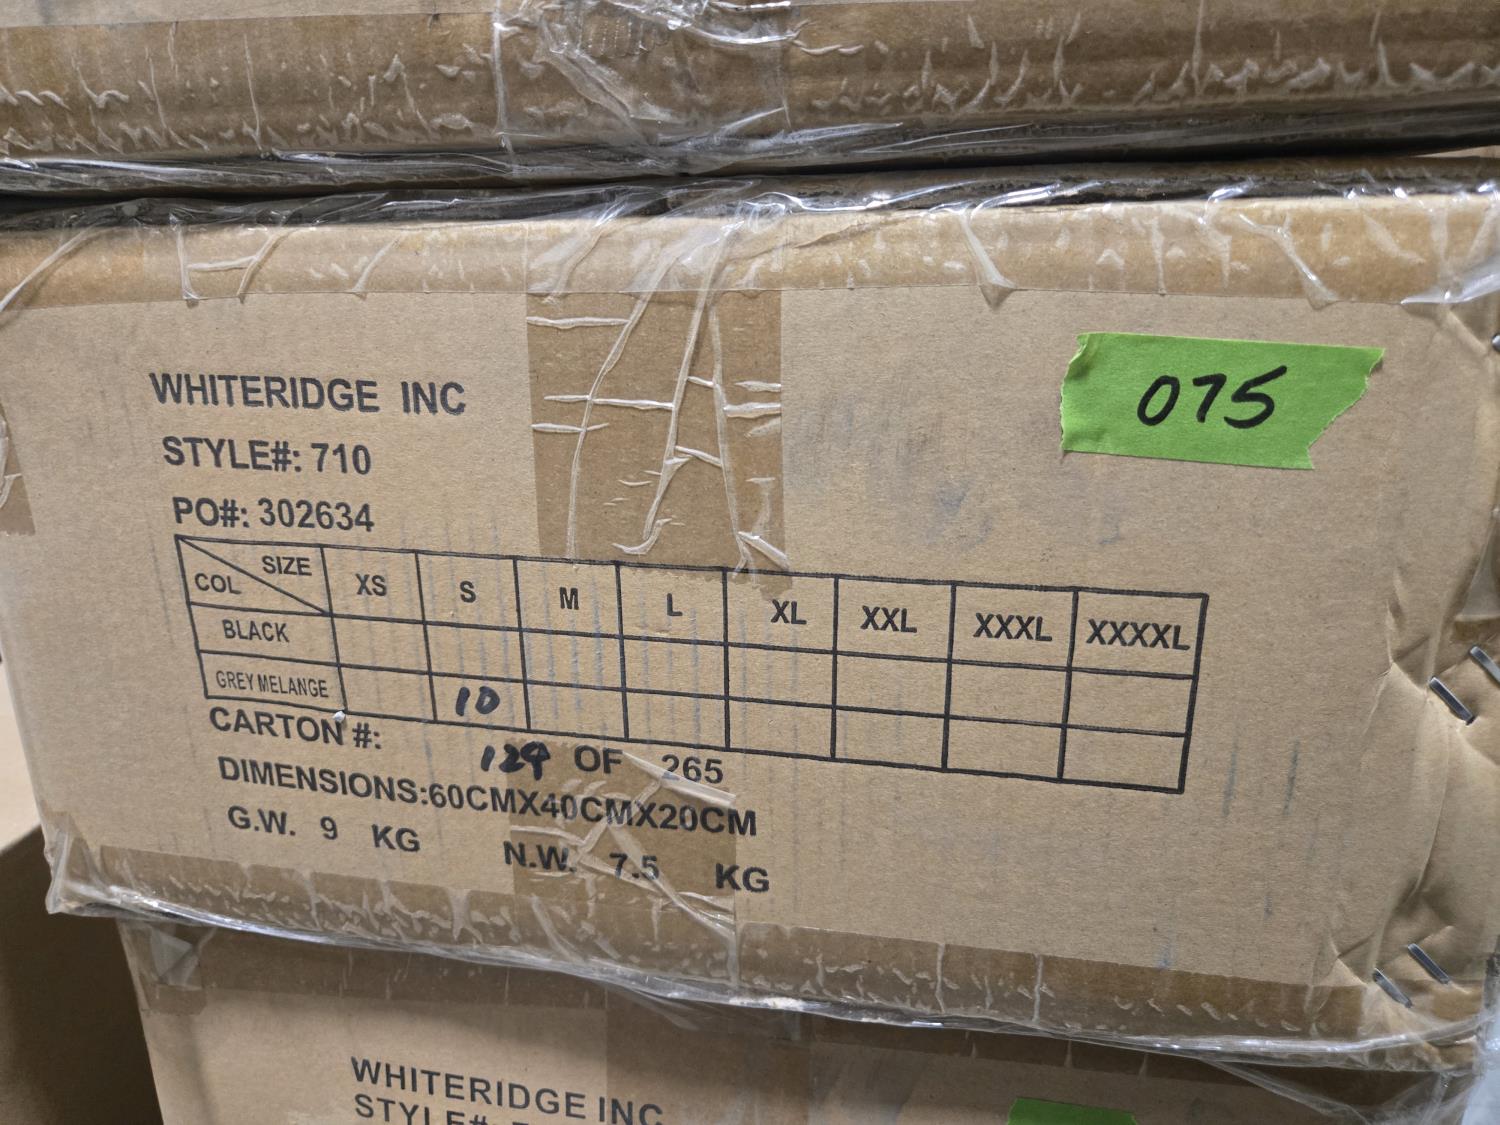 WHITERIDGE INC
075
STYLE#: 710
PO#: 302634
SIZE COL XS S M L XL XXL XXXL XXXXL
BLACK
GREY MELANGE 10
CARTON #: 129 OF 265
DIMENSIONS:60CMX40CMX20CM
G.W. 9 KG N.W. 7.5 KG
WHITERIDGE INC
STYLE#: